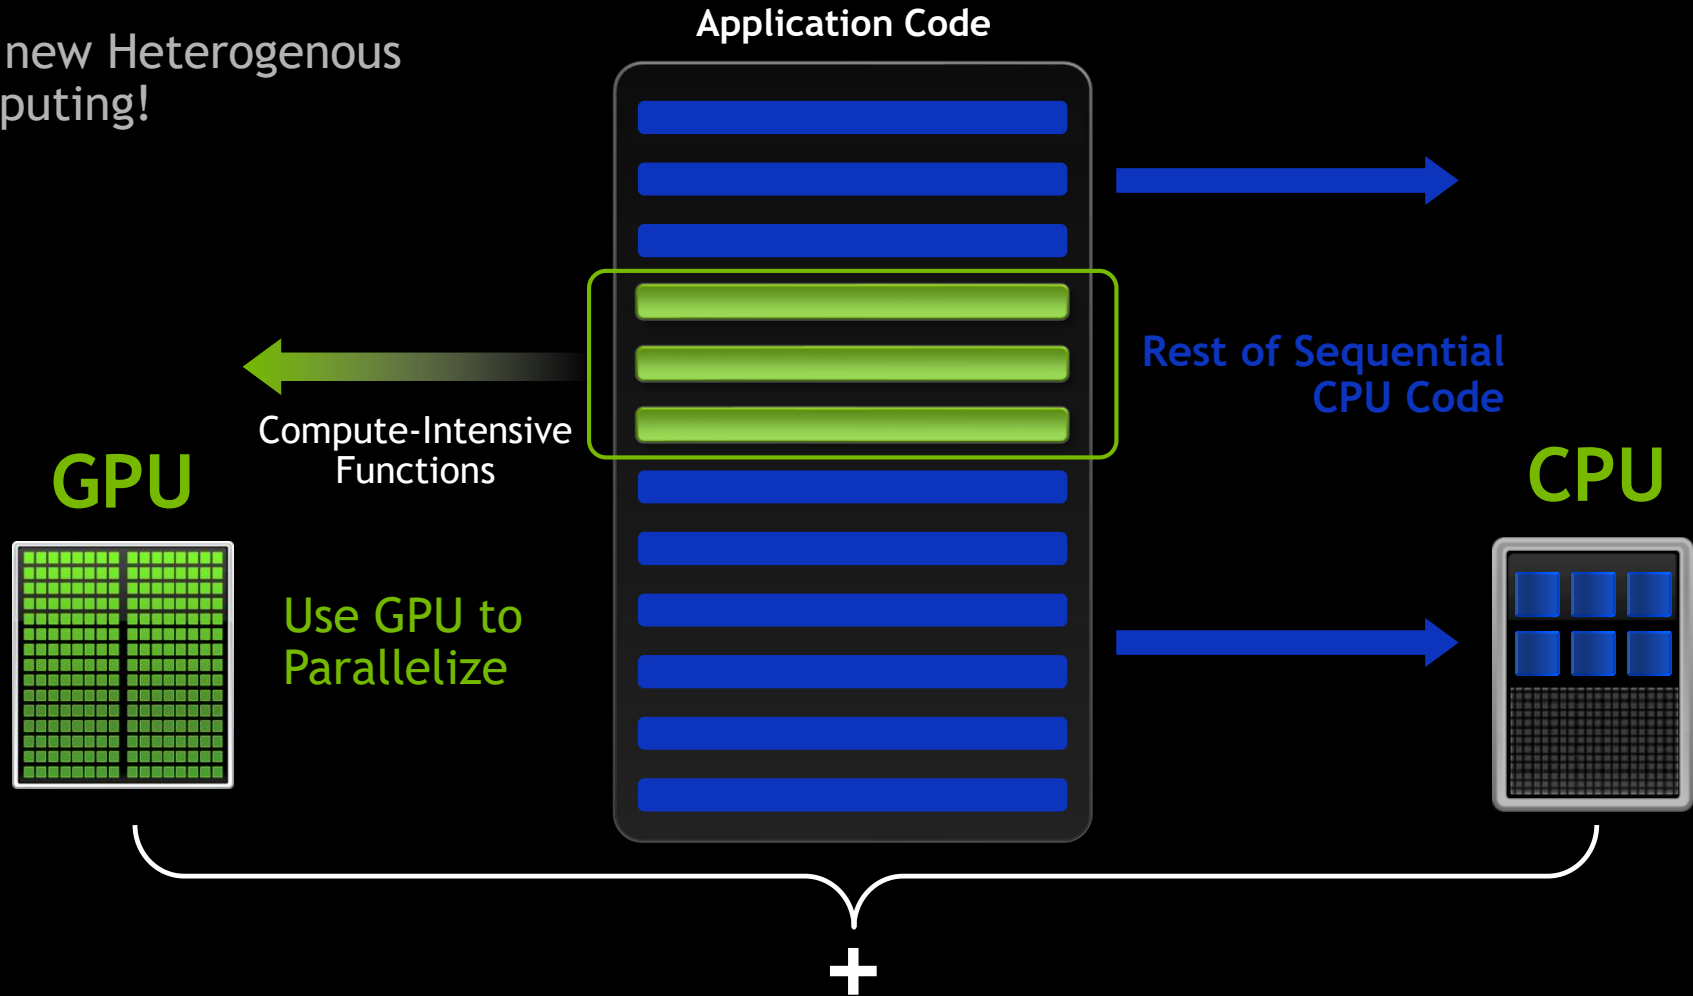 Application Code
new Heterogenous
puting!
Rest of Sequential
CPU Code
Compute-Intensive
Functions
GPU
CPU
Use GPU to
Parallelize
+